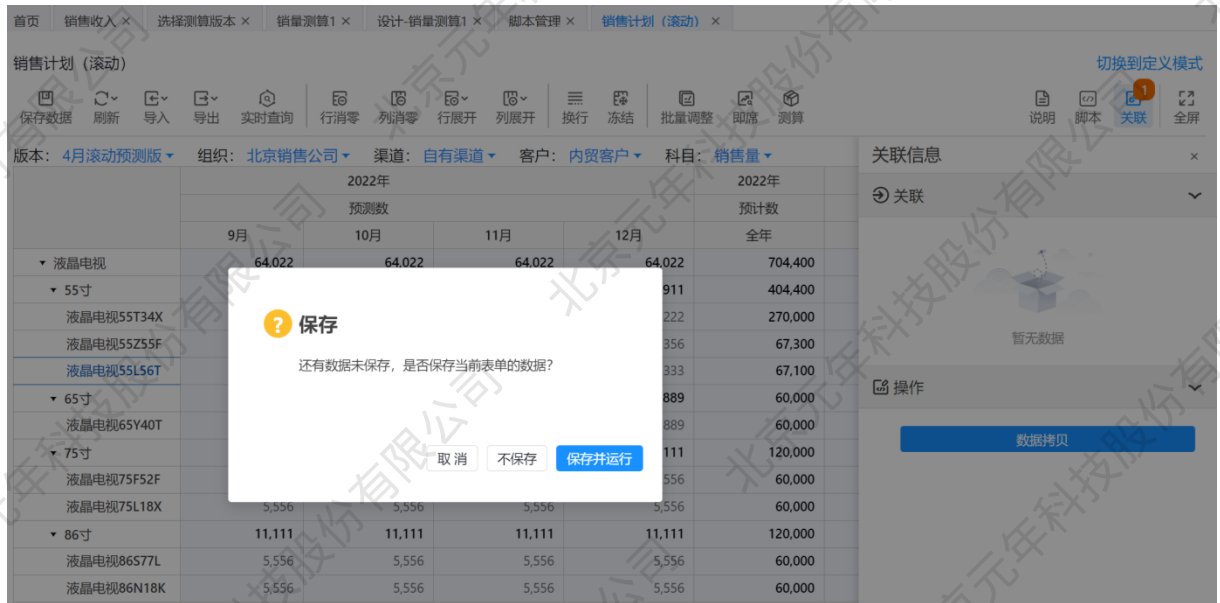 首页 销售收入 × 选择测算版本 × 销量测算1 × 设计-销量测算1 × 脚本管理 × 销售计划（滚动） ×
销售计划（滚动） 切换到定义模式
保存数据 刷新 导入 导出 实时查询 行消零 列消零 行展开 列展开 换行 冻结 批量调整 即席 测算 说明 脚本 关联 1 全屏
版本： 4月滚动预测版 组织： 北京销售公司 渠道： 自有渠道 客户： 内贸客户 科目： 销售量 关联信息 ×
2022年 2022年
关联
预测数 预计数
9月 10月 11月 12月 全年
液晶电视 64,022 64,022 64,022 64,022 704,400
55寸 911 404,400
液晶电视55T34X 222 270,000
保存
液晶电视55Z55F 356 67,300
暂无数据
还有数据未保存，是否保存当前表单的数据？
液晶电视55L56T 333 67,100
操作
65寸 889 60,000
液晶电视65Y40T 889 60,000
数据拷贝
75寸 111 120,000
取消 不保存 保存并运行
液晶电视75F52F 556 60,000
液晶电视75L18X 5,556 5,556 5,556 5,556 60,000
86寸 11,111 11,111 11,111 11,111 120,000
液晶电视86S77L 5,556 5,556 5,556 5,556 60,000
液晶电视86N18K 5,556 5,556 5,556 5,556 60,000
北京元年科技股份有限公司